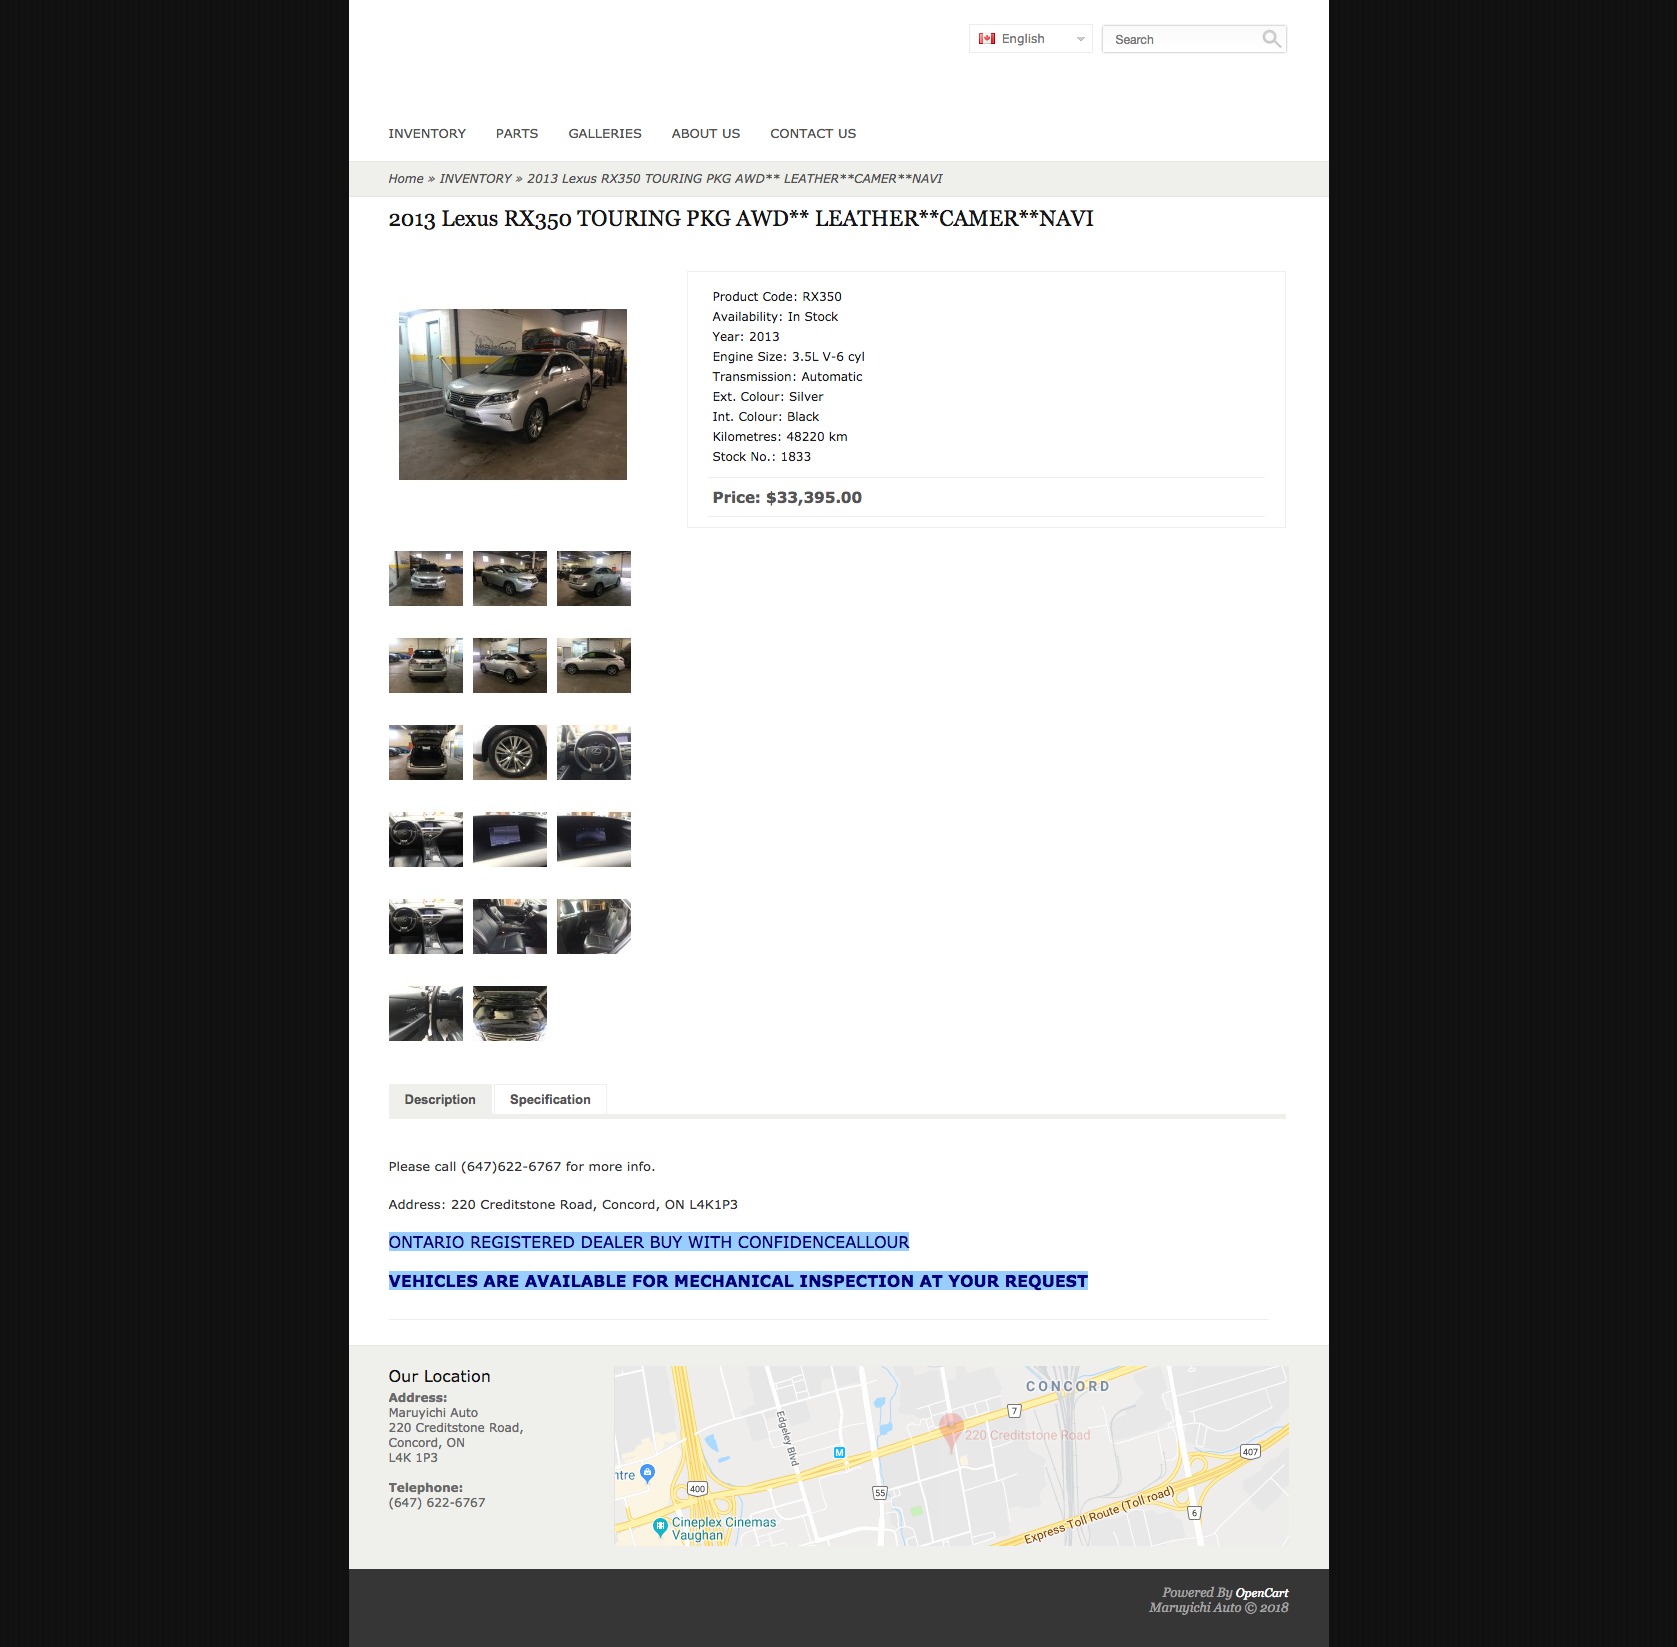 English
Search
INVENTORY PARTS GALLERIES ABOUT US CONTACT US
Home » INVENTORY » 2013 Lexus RX350 TOURING PKG AWD** LEATHER**CAMER**NAVI
2013 Lexus RX350 TOURING PKG AWD** LEATHER**CAMER**NAVI
Product Code: RX350
Availability: In Stock
Year: 2013
Engine Size: 3.5L V-6 cyl
Transmission: Automatic
Ext. Colour: Silver
Int. Colour: Black
Kilometres: 48220 km
Stock No.: 1833
Price: $33,395.00
Description Specification
Please call (647)622-6767 for more info.
Address: 220 Creditstone Road, Concord, ON L4K1P3
ONTARIO REGISTERED DEALER BUY WITH CONFIDENCEALLOUR
VEHICLES ARE AVAILABLE FOR MECHANICAL INSPECTION AT YOUR REQUEST
Our Location
Address:
Maruyichi Auto
220 Creditstone Road,
Concord, ON
L4K 1P3
Telephone:
(647) 622-6767
CONCORD
7
220 Creditstone Road
Edgeley Blvd
M
407
ntre
400
55
6
Express Toll Route (Toll road)
Cineplex Cinemas
Vaughan
Powered By OpenCart
Maruyichi Auto © 2018